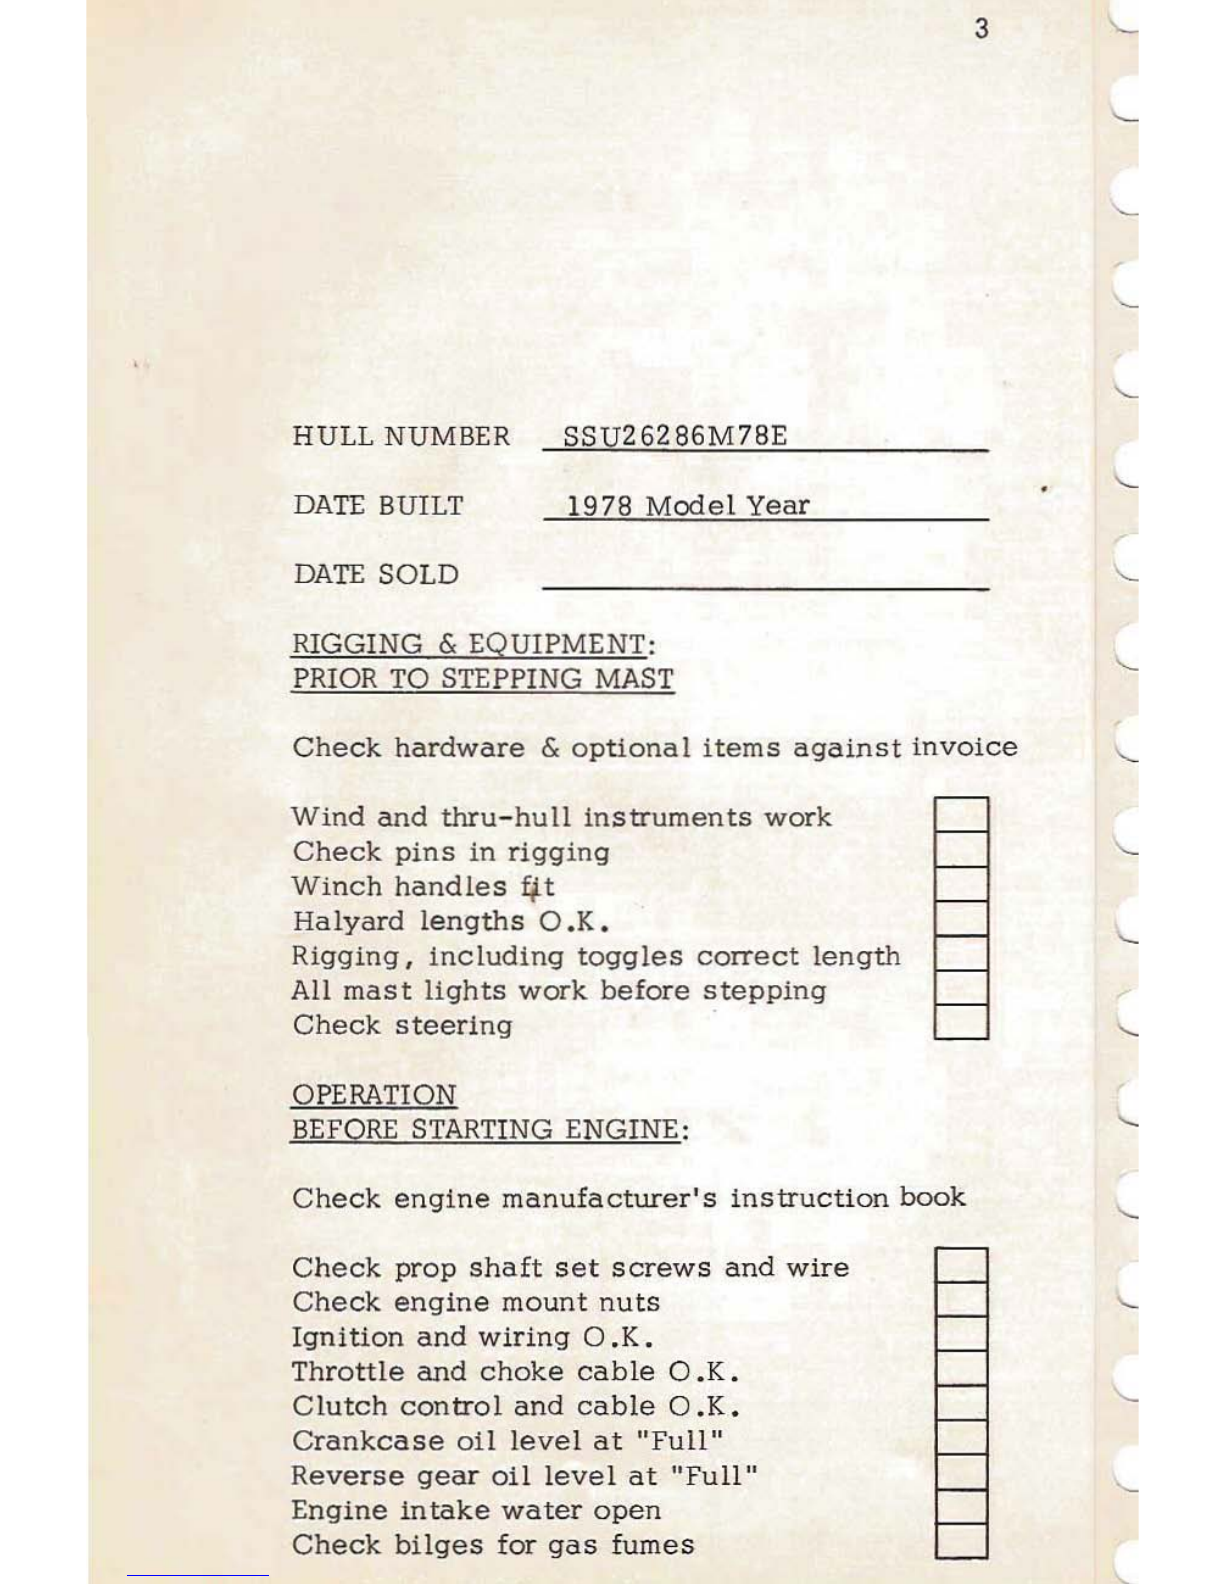 3
HULL NUMBER SSU26286M78E
DATE BUILT 1978 Model Year
DATE SOLD
RIGGING & EQUIPMENT:
PRIOR TO STEPPING MAST
Check hardware & optional items against invoice
Wind and thru-hull instruments work
Check pins in rigging
Winch handles fit
Halyard lengths O.K.
Rigging, including toggles correct length
All mast lights work before stepping
Check steering
OPERATION
BEFORE STARTING ENGINE:
Check engine manufacturer's instruction book
Check prop shaft set screws and wire
Check engine mount nuts
Ignition and wiring O.K.
Throttle and choke cable O.K.
Clutch control and cable O.K.
Crankcase oil level at "Full"
Reverse gear oil level at "Full"
Engine intake water open
Check bilges for gas fumes